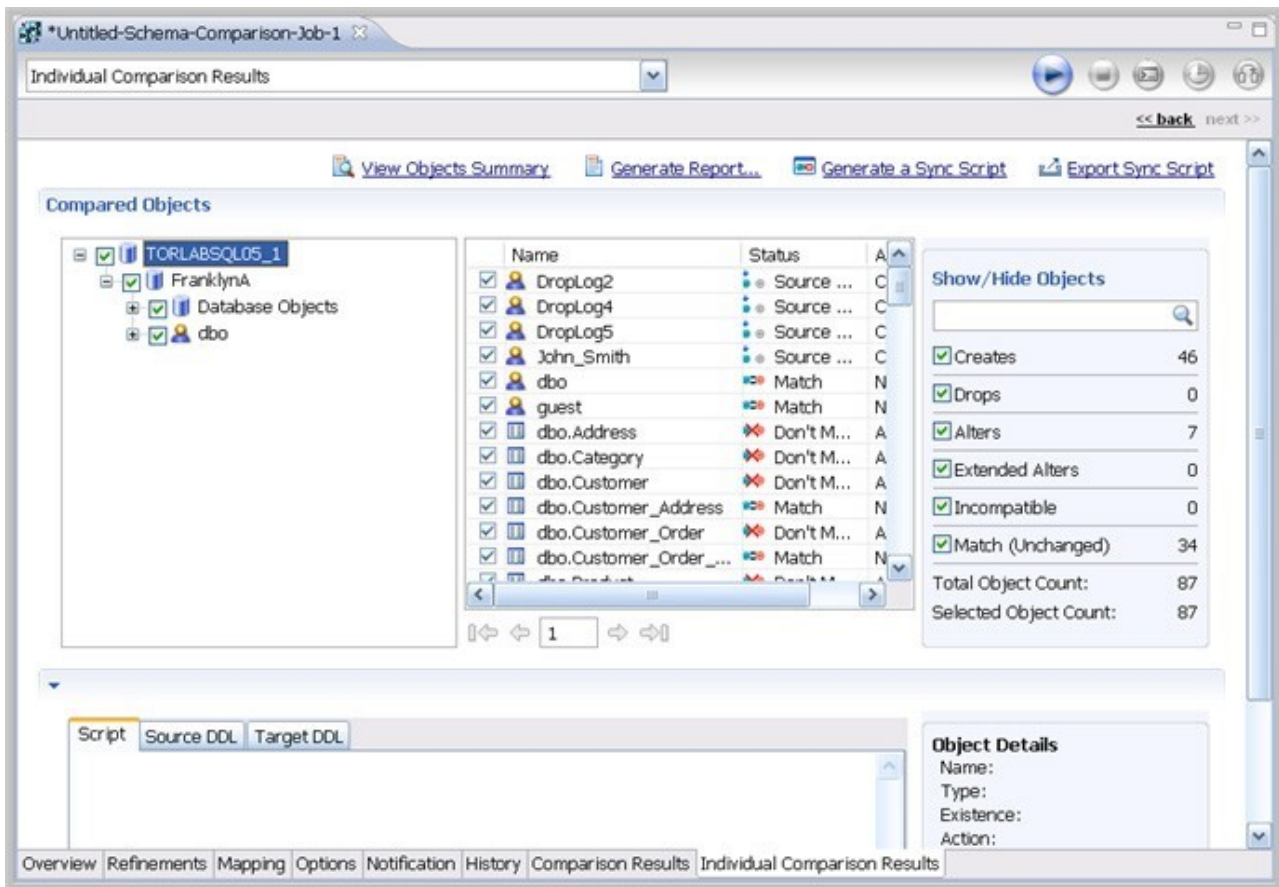 *Untitled-Schema-Comparison-Job-1
Individual Comparison Results
<< back next >>
View Objects Summary Generate Report... Generate a Sync Script Export Sync Script
Compared Objects
TORLABSQL05_1
FranklynA
Database Objects
dbo
Name Status A
DropLog2 Source ... C
DropLog4 Source ... C
DropLog5 Source ... C
John_Smith Source ... C
dbo Match N
guest Match N
dbo.Address Don't M... A
dbo.Category Don't M... A
dbo.Customer Don't M... A
dbo.Customer_Address Match N
dbo.Customer_Order Don't M... A
dbo.Customer_Order_... Match N
dbo.Product Don't M... A
1
Show/Hide Objects
Creates 46
Drops 0
Alters 7
Extended Alters 0
Incompatible 0
Match (Unchanged) 34
Total Object Count: 87
Selected Object Count: 87
Script Source DDL Target DDL
Object Details
Name:
Type:
Existence:
Action:
Overview Refinements Mapping Options Notification History Comparison Results Individual Comparison Results